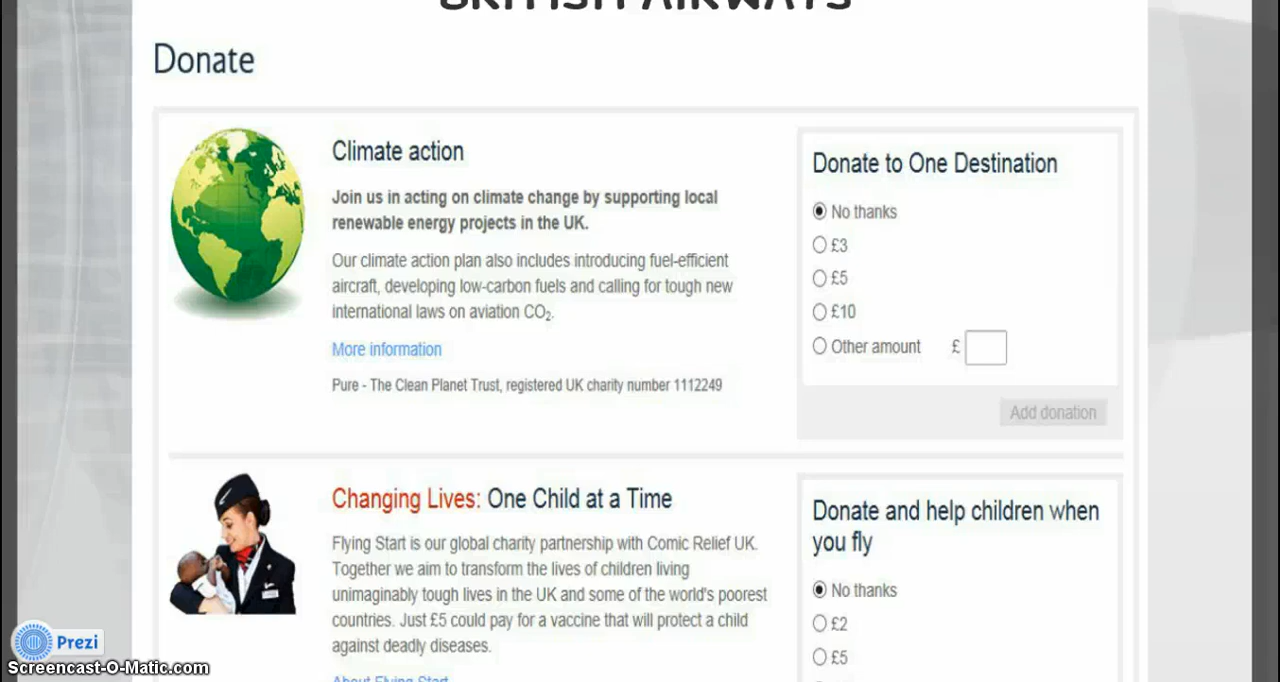 BRITISH AIRWAYS
Donate
Climate action
Join us in acting on climate change by supporting local
renewable energy projects in the UK.
Our climate action plan also includes introducing fuel-efficient
aircraft, developing low-carbon fuels and calling for tough new
international laws on aviation CO₂.
More information
Pure - The Clean Planet Trust, registered UK charity number 1112249
Donate to One Destination
No thanks
£3
£5
£10
Other amount £
Add donation
Changing Lives: One Child at a Time
Flying Start is our global charity partnership with Comic Relief UK.
Together we aim to transform the lives of children living
unimaginably tough lives in the UK and some of the world's poorest
countries. Just £5 could pay for a vaccine that will protect a child
against deadly diseases.
About Flying Start
Donate and help children when
you fly
No thanks
£2
£5
Prezi
Screencast-O-Matic.com